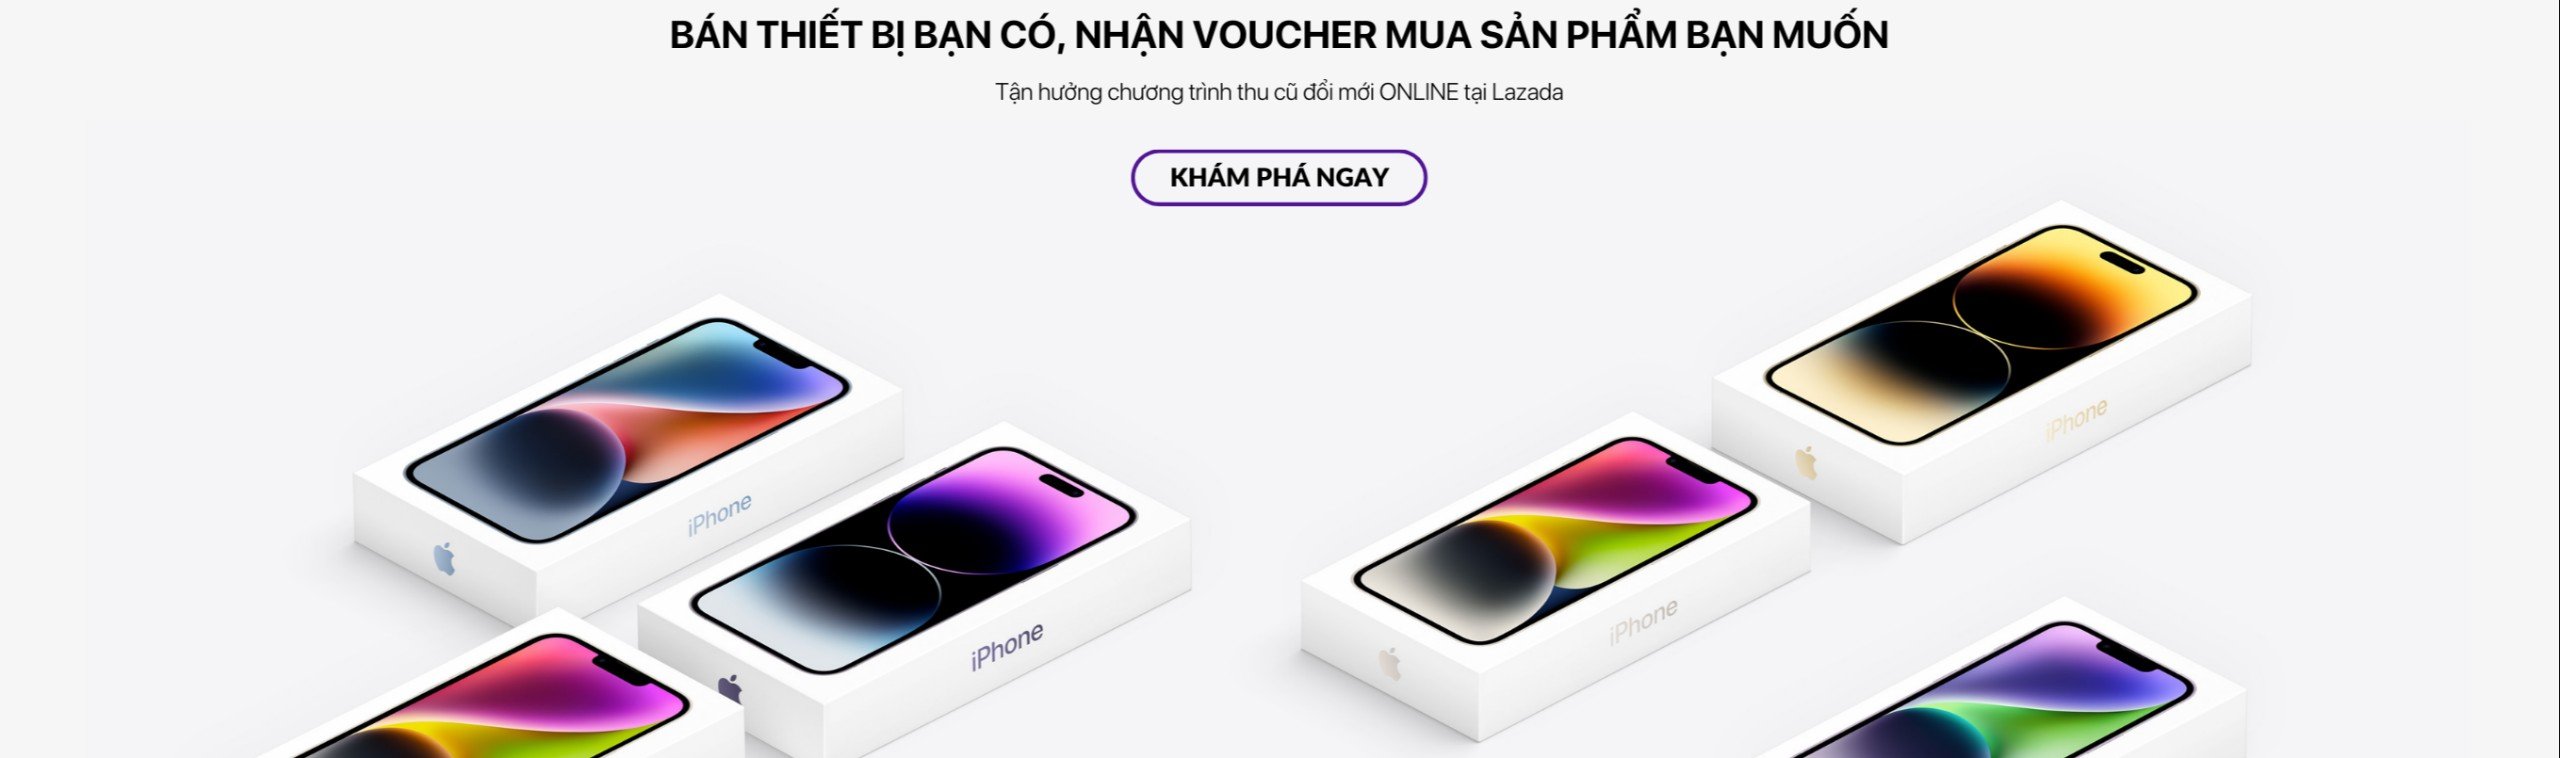 BÁN THIẾT BỊ BẠN CÓ, NHẬN VOUCHER MUA SẢN PHẨM BẠN MUỐN
Tận hưởng chương trình thu cũ đổi mới ONLINE tại Lazada
KHÁM PHÁ NGAY
iPhone
iPhone
iPhone
iPhone